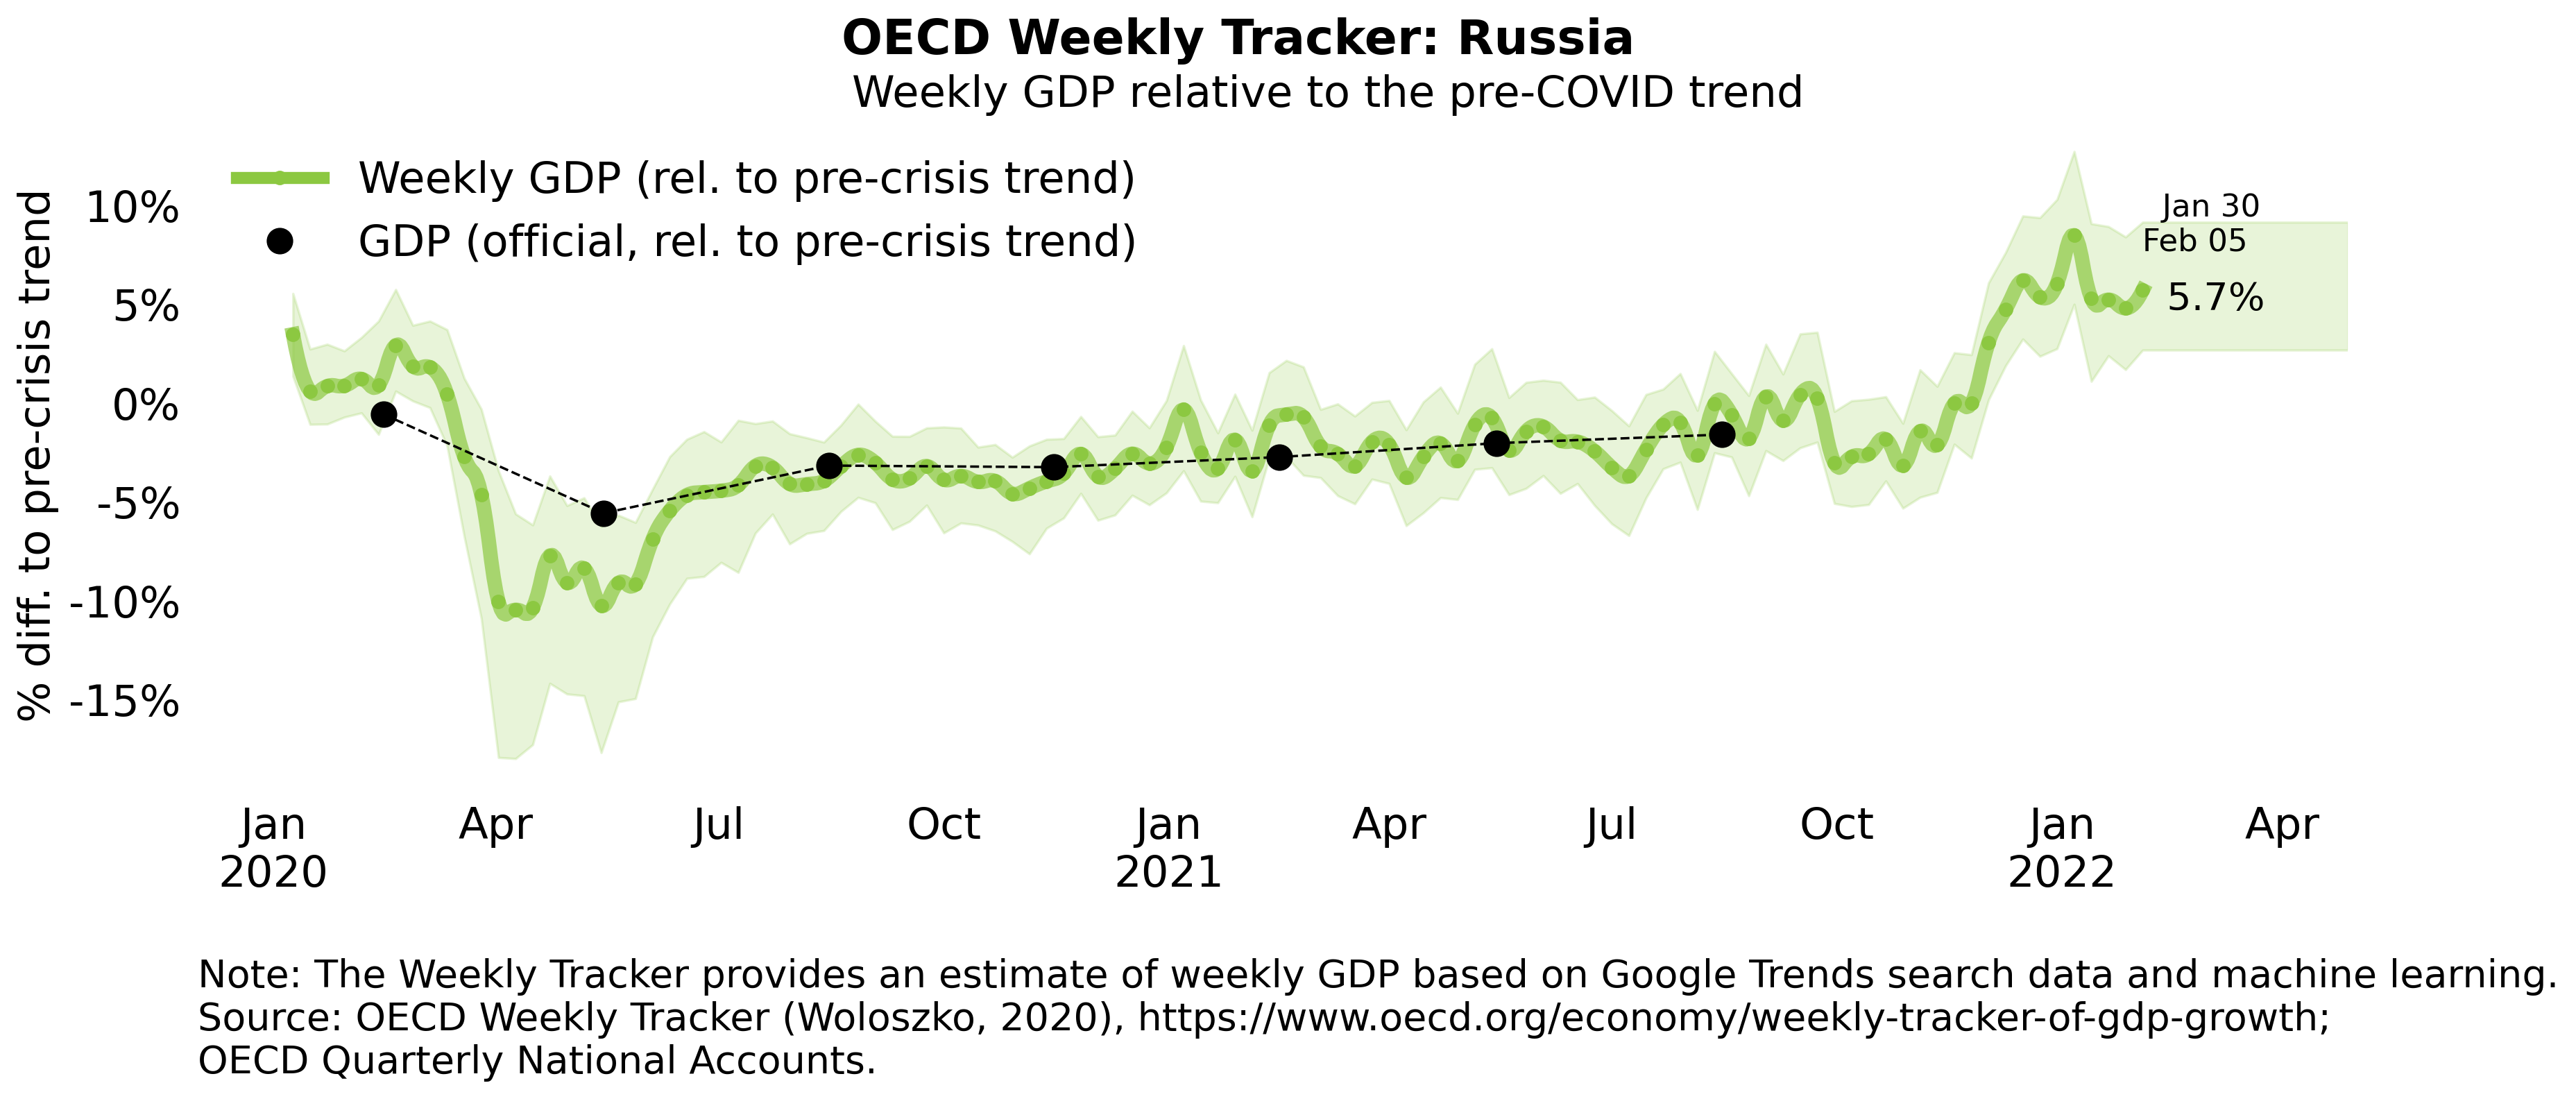 OECD Weekly Tracker: Russia
Weekly GDP relative to the pre-COVID trend
% diff. to pre-crisis trend
10%
5%
0%
-5%
-10%
-15%
Weekly GDP (rel. to pre-crisis trend)
GDP (official, rel. to pre-crisis trend)
Jan 30
Feb 05
5.7%
Jan Apr Jul Oct Jan Apr Jul Oct Jan Apr
2020 2021 2022
Note: The Weekly Tracker provides an estimate of weekly GDP based on Google Trends search data and machine learning.
Source: OECD Weekly Tracker (Woloszko, 2020), https://www.oecd.org/economy/weekly-tracker-of-gdp-growth;
OECD Quarterly National Accounts.